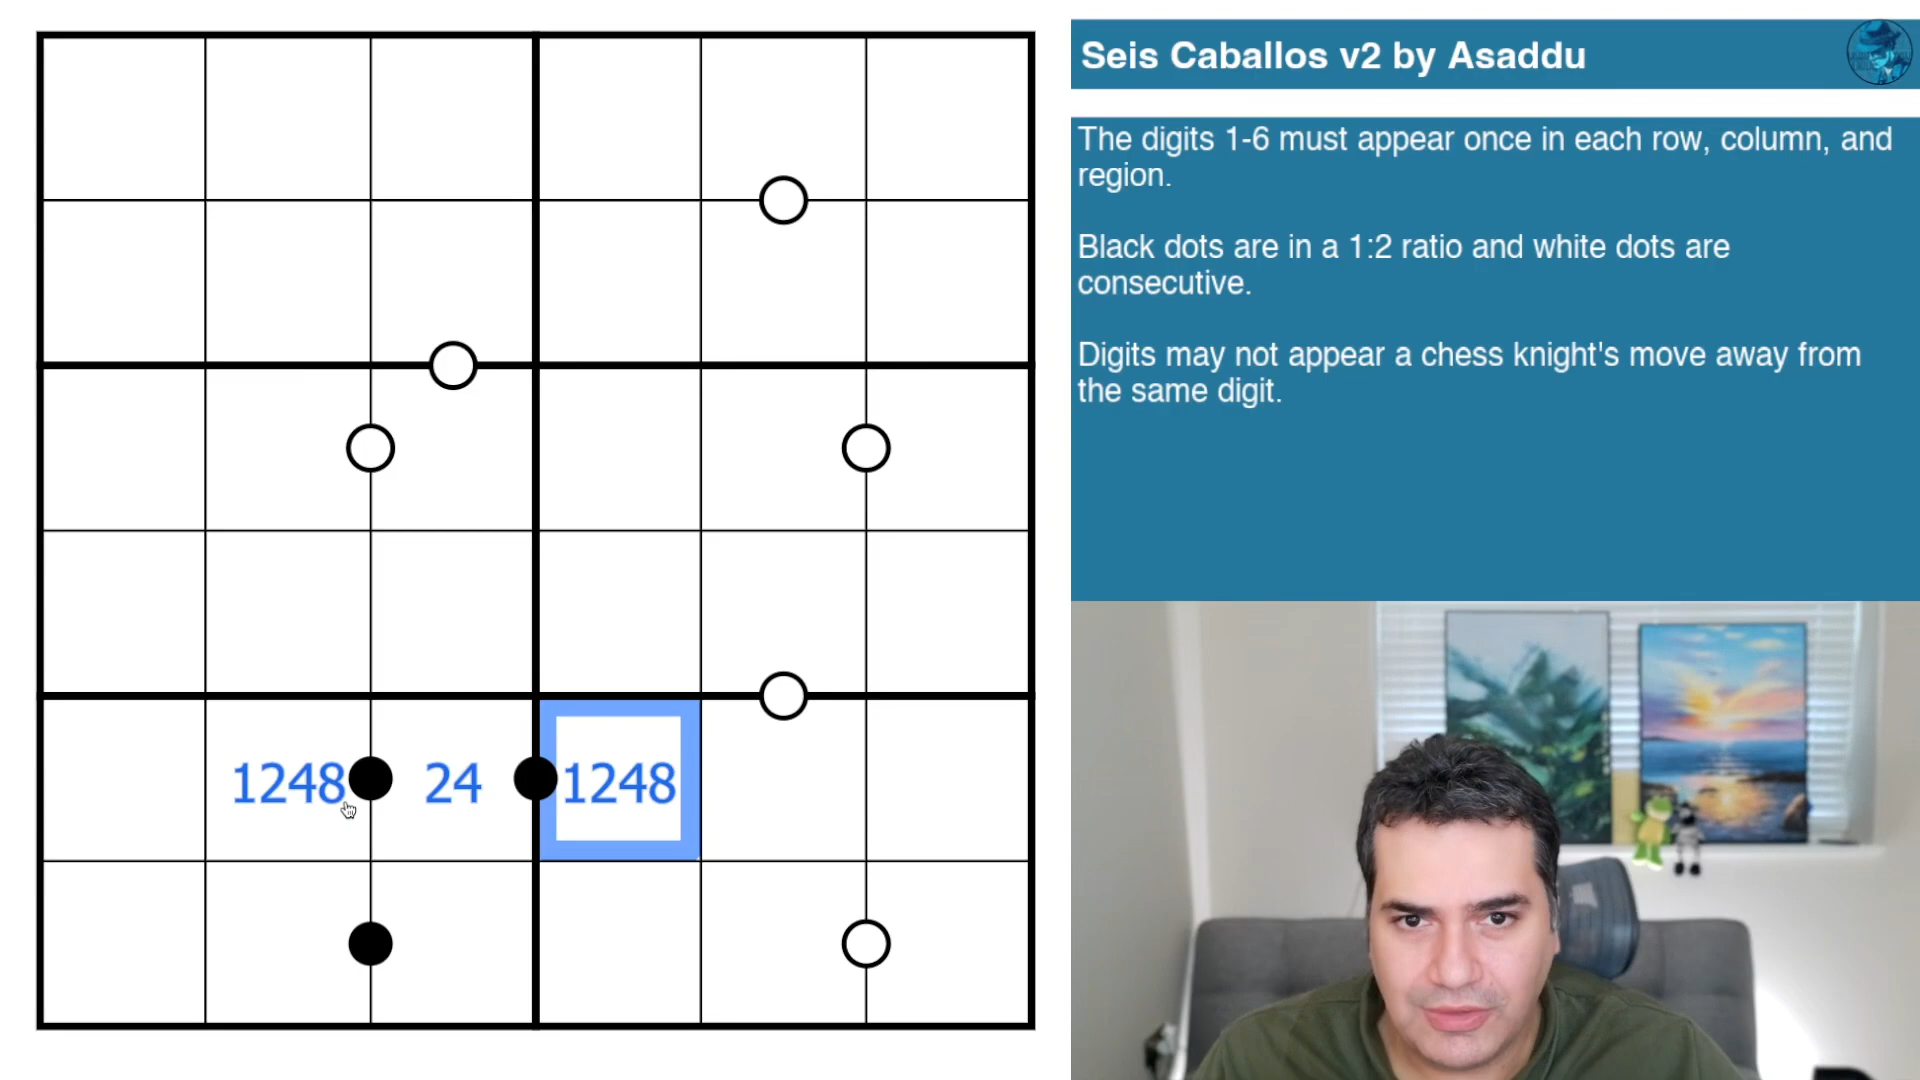 Seis Caballos v2 by Asaddu
The digits 1-6 must appear once in each row, column, and
region.
Black dots are in a 1:2 ratio and white dots are
consecutive.
Digits may not appear a chess knight's move away from
the same digit.
1248 24 1248